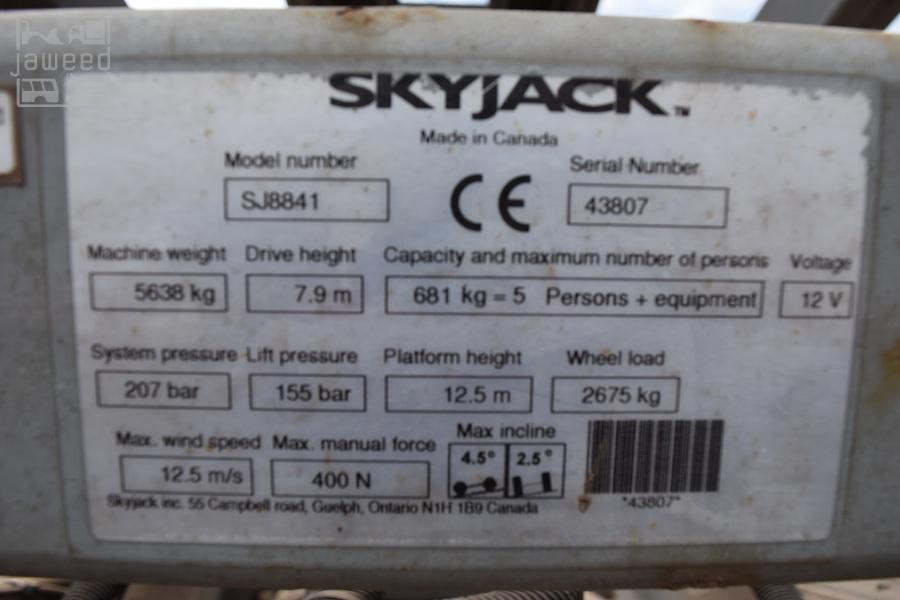 jaweed
SKYJACK™
Made in Canada
Model number Serial Number
SJ8841 CE 43807
Machine weight Drive height Capacity and maximum number of persons Voltage
5638 kg 7.9 m 681 kg = 5 Persons + equipment 12 V
System pressure Lift pressure Platform height Wheel load
207 bar 155 bar 12.5 m 2675 kg
Max. wind speed Max. manual force Max incline
12.5 m/s 400 N 4.5° 2.5°
Skyjack inc. 55 Campbell road, Guelph, Ontario N1H 1B9 Canada
*43807*